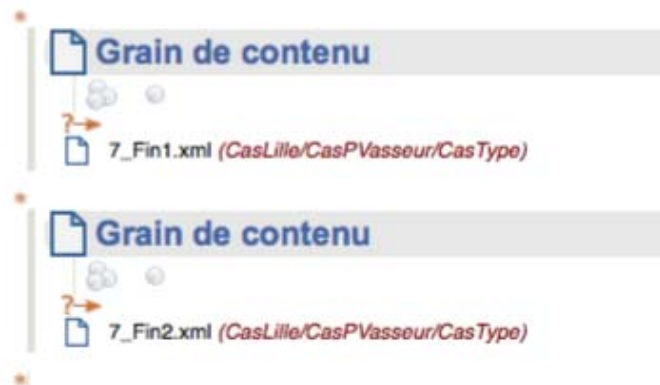 Grain de contenu
?
7_Fin1.xml (CasLille/CasPVasseur/CasType)
Grain de contenu
?
7_Fin2.xml (CasLille/CasPVasseur/CasType)